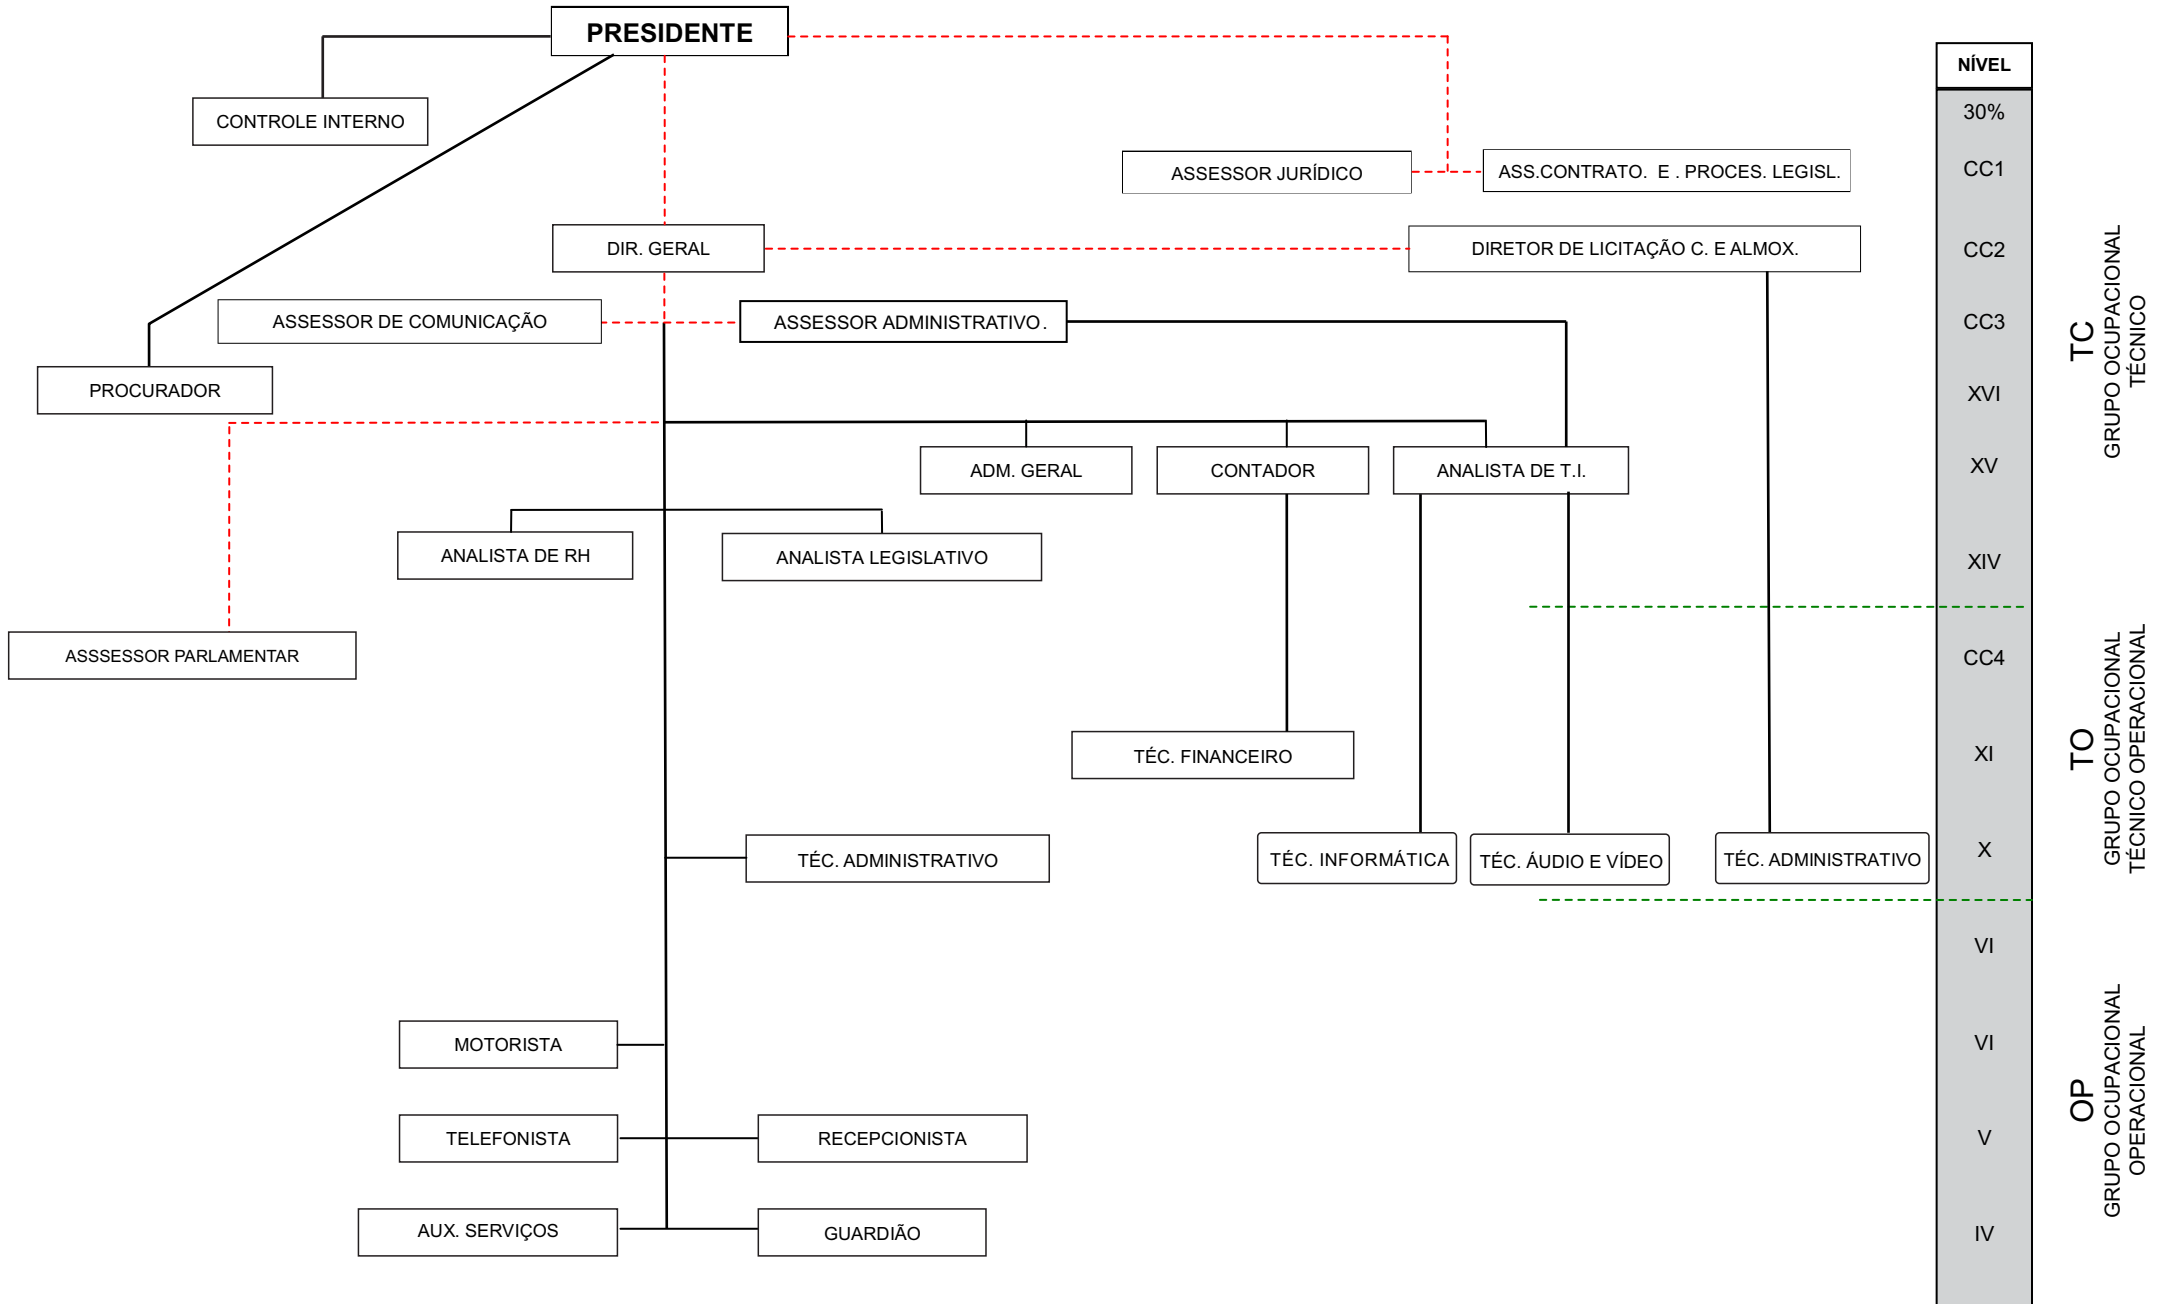 PRESIDENTE
NÍVEL
30%
CONTROLE INTERNO
ASSESSOR JURÍDICO
ASS.CONTRATO. E . PROCES. LEGISL.
CC1
DIR. GERAL
DIRETOR DE LICITAÇÃO C. E ALMOX.
CC2
ASSESSOR DE COMUNICAÇÃO
ASSESSOR ADMINISTRATIVO.
CC3
PROCURADOR
XVI
TC
GRUPO OCUPACIONAL
TÉCNICO
ADM. GERAL
CONTADOR
ANALISTA DE T.I.
XV
ANALISTA DE RH
ANALISTA LEGISLATIVO
XIV
ASSSESSOR PARLAMENTAR
CC4
TÉC. FINANCEIRO
XI
TO
GRUPO OCUPACIONAL
TÉCNICO OPERACIONAL
TÉC. ADMINISTRATIVO
TÉC. INFORMÁTICA
TÉC. ÁUDIO E VÍDEO
TÉC. ADMINISTRATIVO
X
VI
MOTORISTA
VI
OP
GRUPO OCUPACIONAL
OPERACIONAL
TELEFONISTA
RECEPCIONISTA
V
AUX. SERVIÇOS
GUARDIÃO
IV